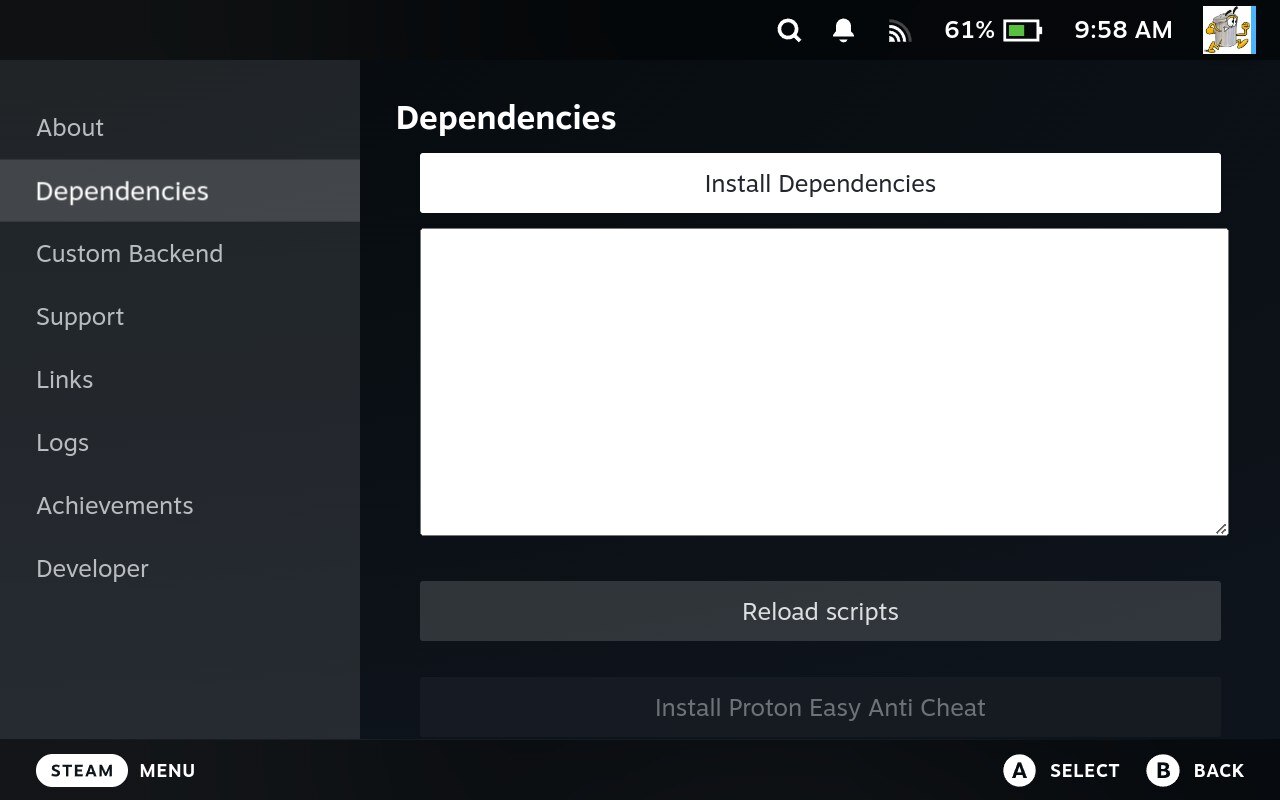 61% 9:58 AM
About
Dependencies
Custom Backend
Support
Links
Logs
Achievements
Developer
Dependencies
Install Dependencies
Reload scripts
Install Proton Easy Anti Cheat
STEAM MENU
A SELECT B BACK